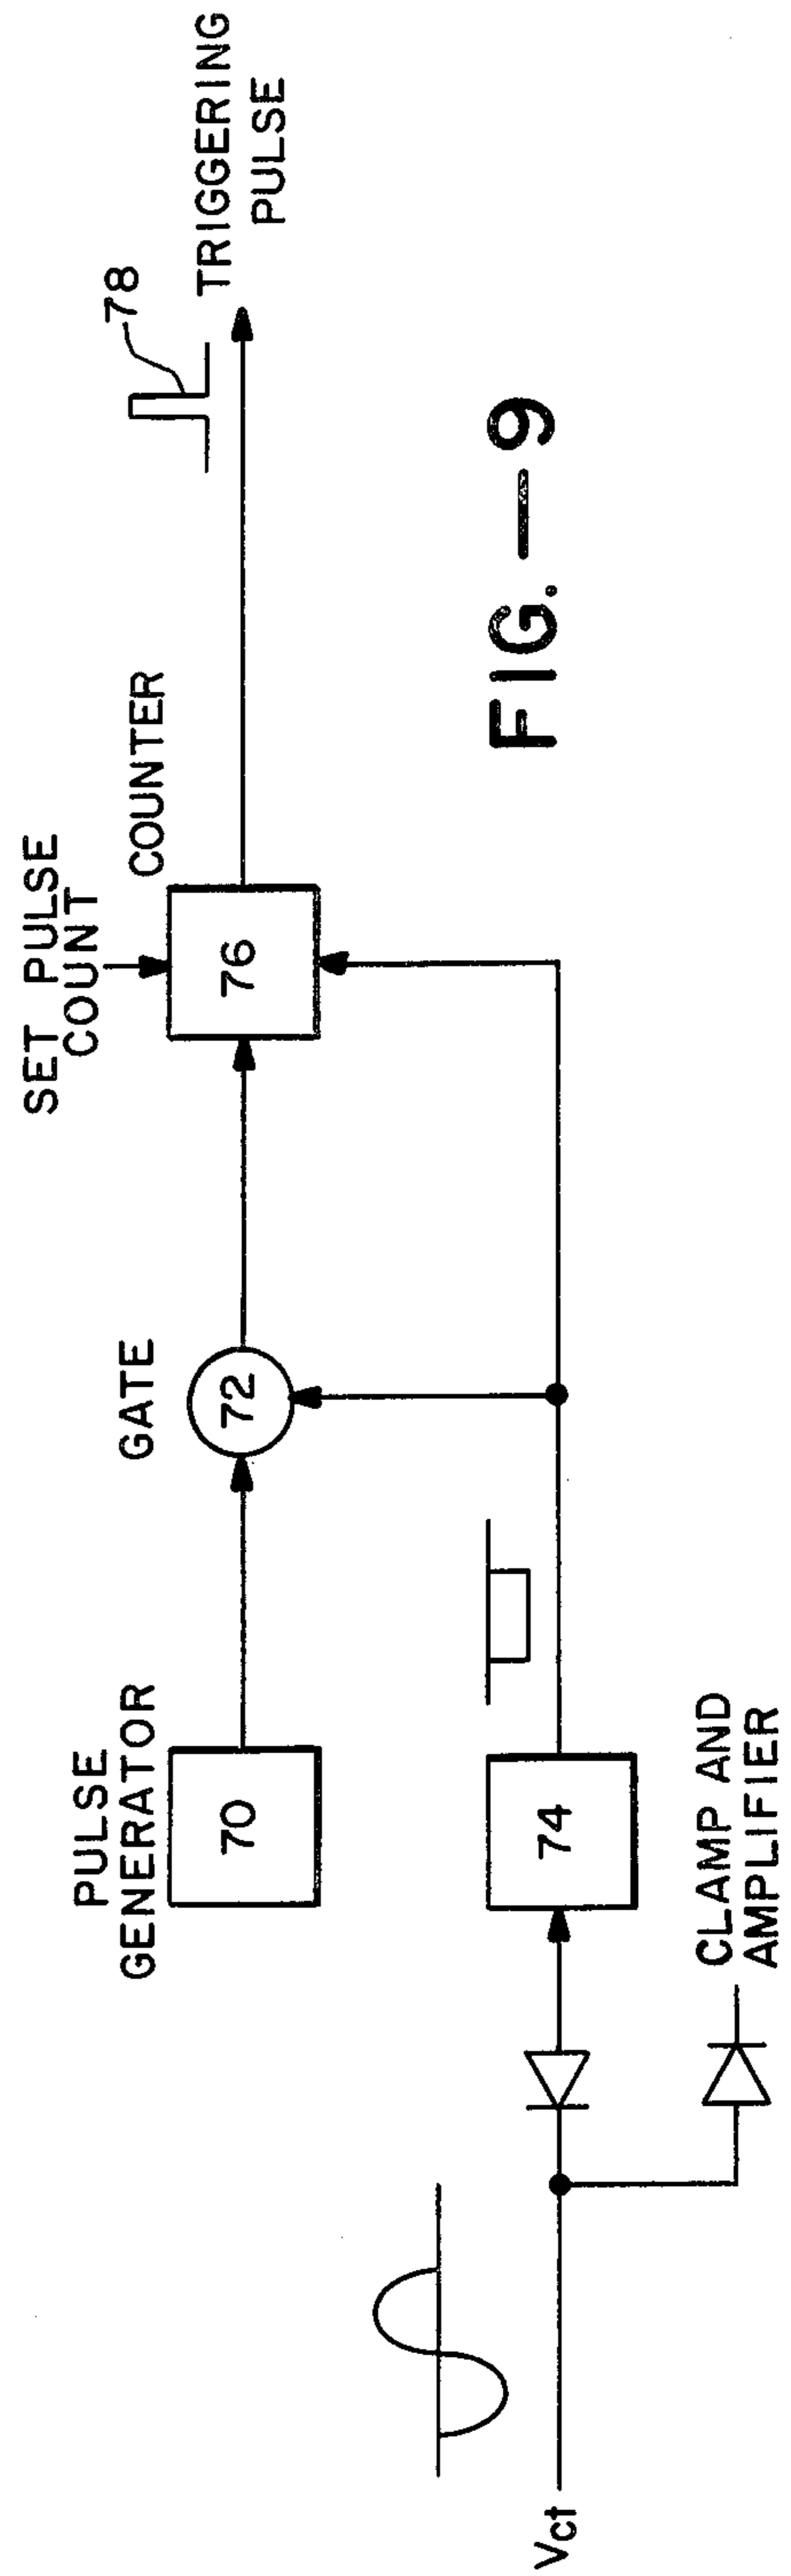 SET PULSE
COUNT
COUNTER
78
TRIGGERING
PULSE
GATE
PULSE
GENERATOR
70
72
76
74
CLAMP AND
AMPLIFIER
Vct
FIG. — 9